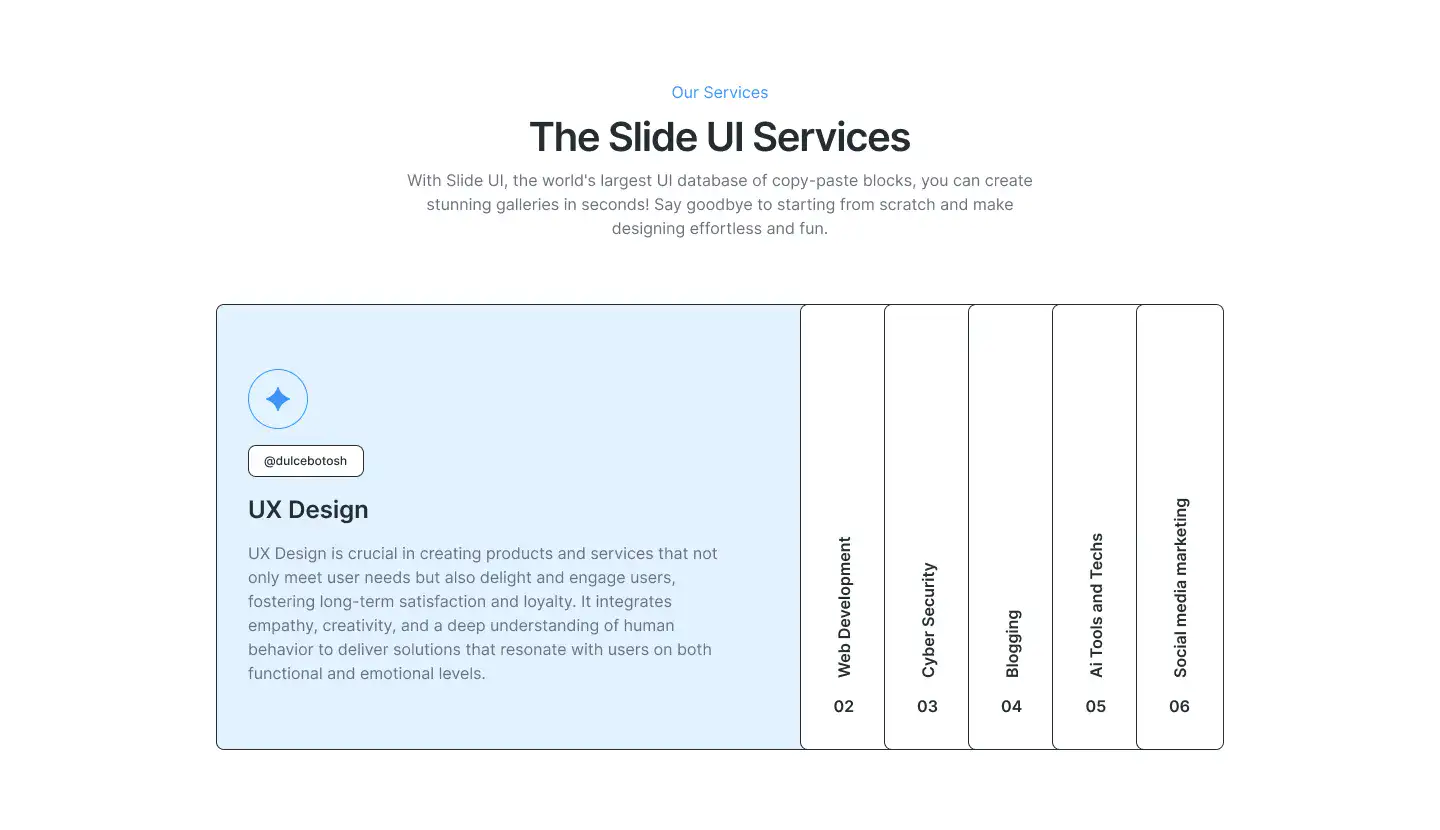 Our Services
The Slide UI Services
With Slide UI, the world's largest UI database of copy-paste blocks, you can create
stunning galleries in seconds! Say goodbye to starting from scratch and make
designing effortless and fun.
@dulcebotosh
UX Design
UX Design is crucial in creating products and services that not
only meet user needs but also delight and engage users,
fostering long-term satisfaction and loyalty. It integrates
empathy, creativity, and a deep understanding of human
behavior to deliver solutions that resonate with users on both
functional and emotional levels.
Web Development
02
Cyber Security
03
Blogging
04
Ai Tools and Techs
05
Social media marketing
06